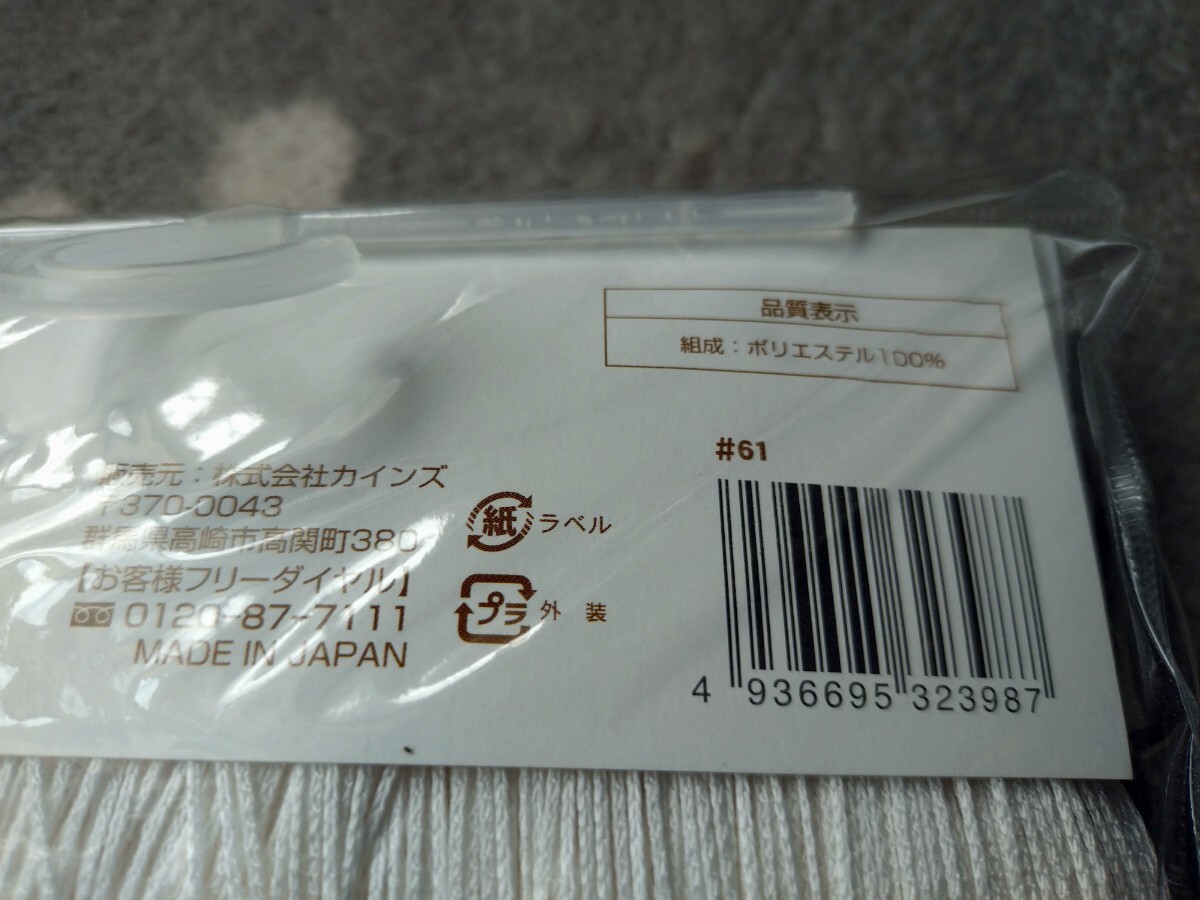 品質表示
組成：ポリエステル100%
#61
販売元：株式会社カインズ
〒370-0043
群馬県高崎市高関町380
【お客様フリーダイヤル】
0120-87-7111
MADE IN JAPAN
紙 ラベル
プラ 外装
4 936695 323987